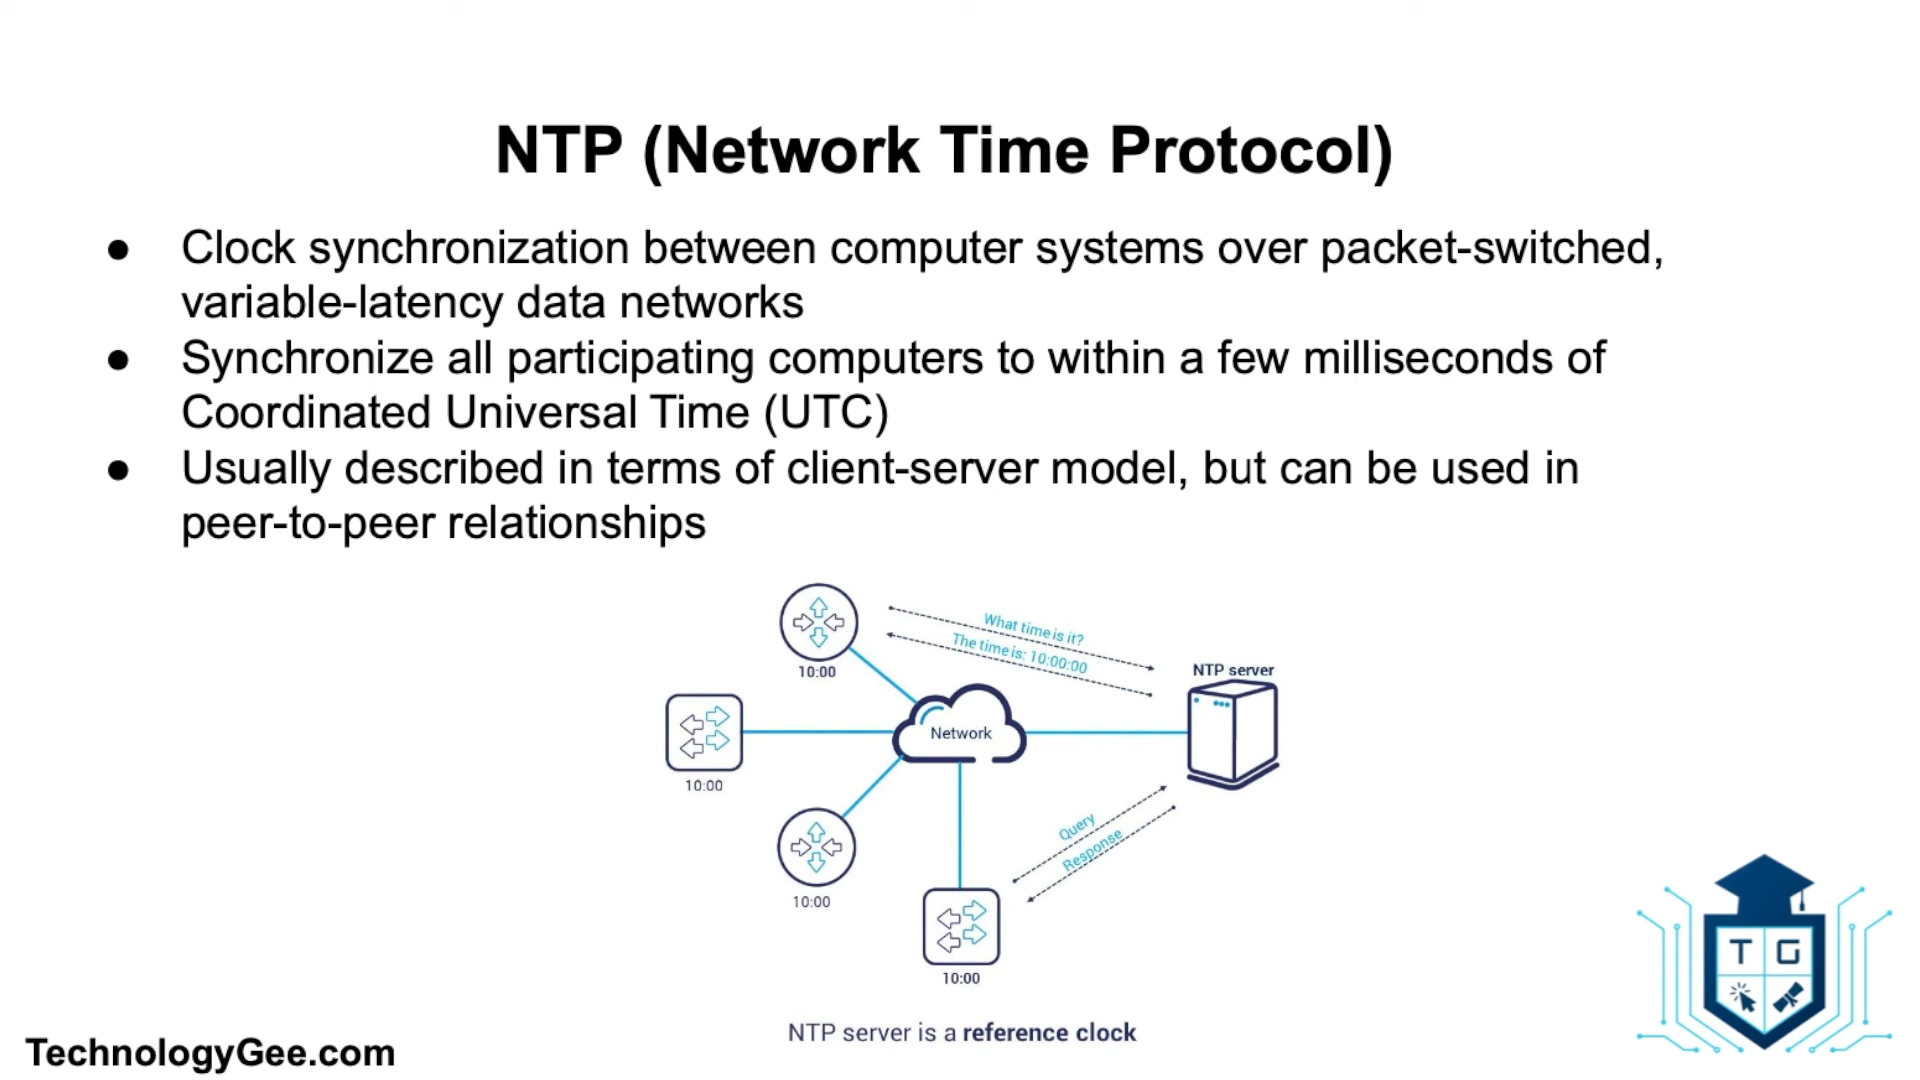 NTP (Network Time Protocol)
● Clock synchronization between computer systems over packet-switched,
variable-latency data networks
● Synchronize all participating computers to within a few milliseconds of
Coordinated Universal Time (UTC)
● Usually described in terms of client-server model, but can be used in
peer-to-peer relationships
What time is it?
The time is: 10:00:00
10:00
NTP server
Network
10:00
Query
Response
10:00
10:00
NTP server is a reference clock
TechnologyGee.com
T G